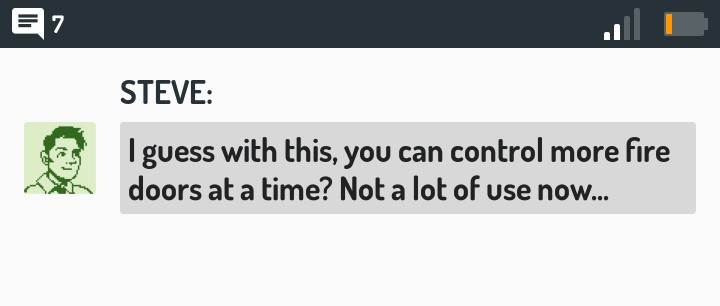 7
STEVE:
I guess with this, you can control more fire
doors at a time? Not a lot of use now...